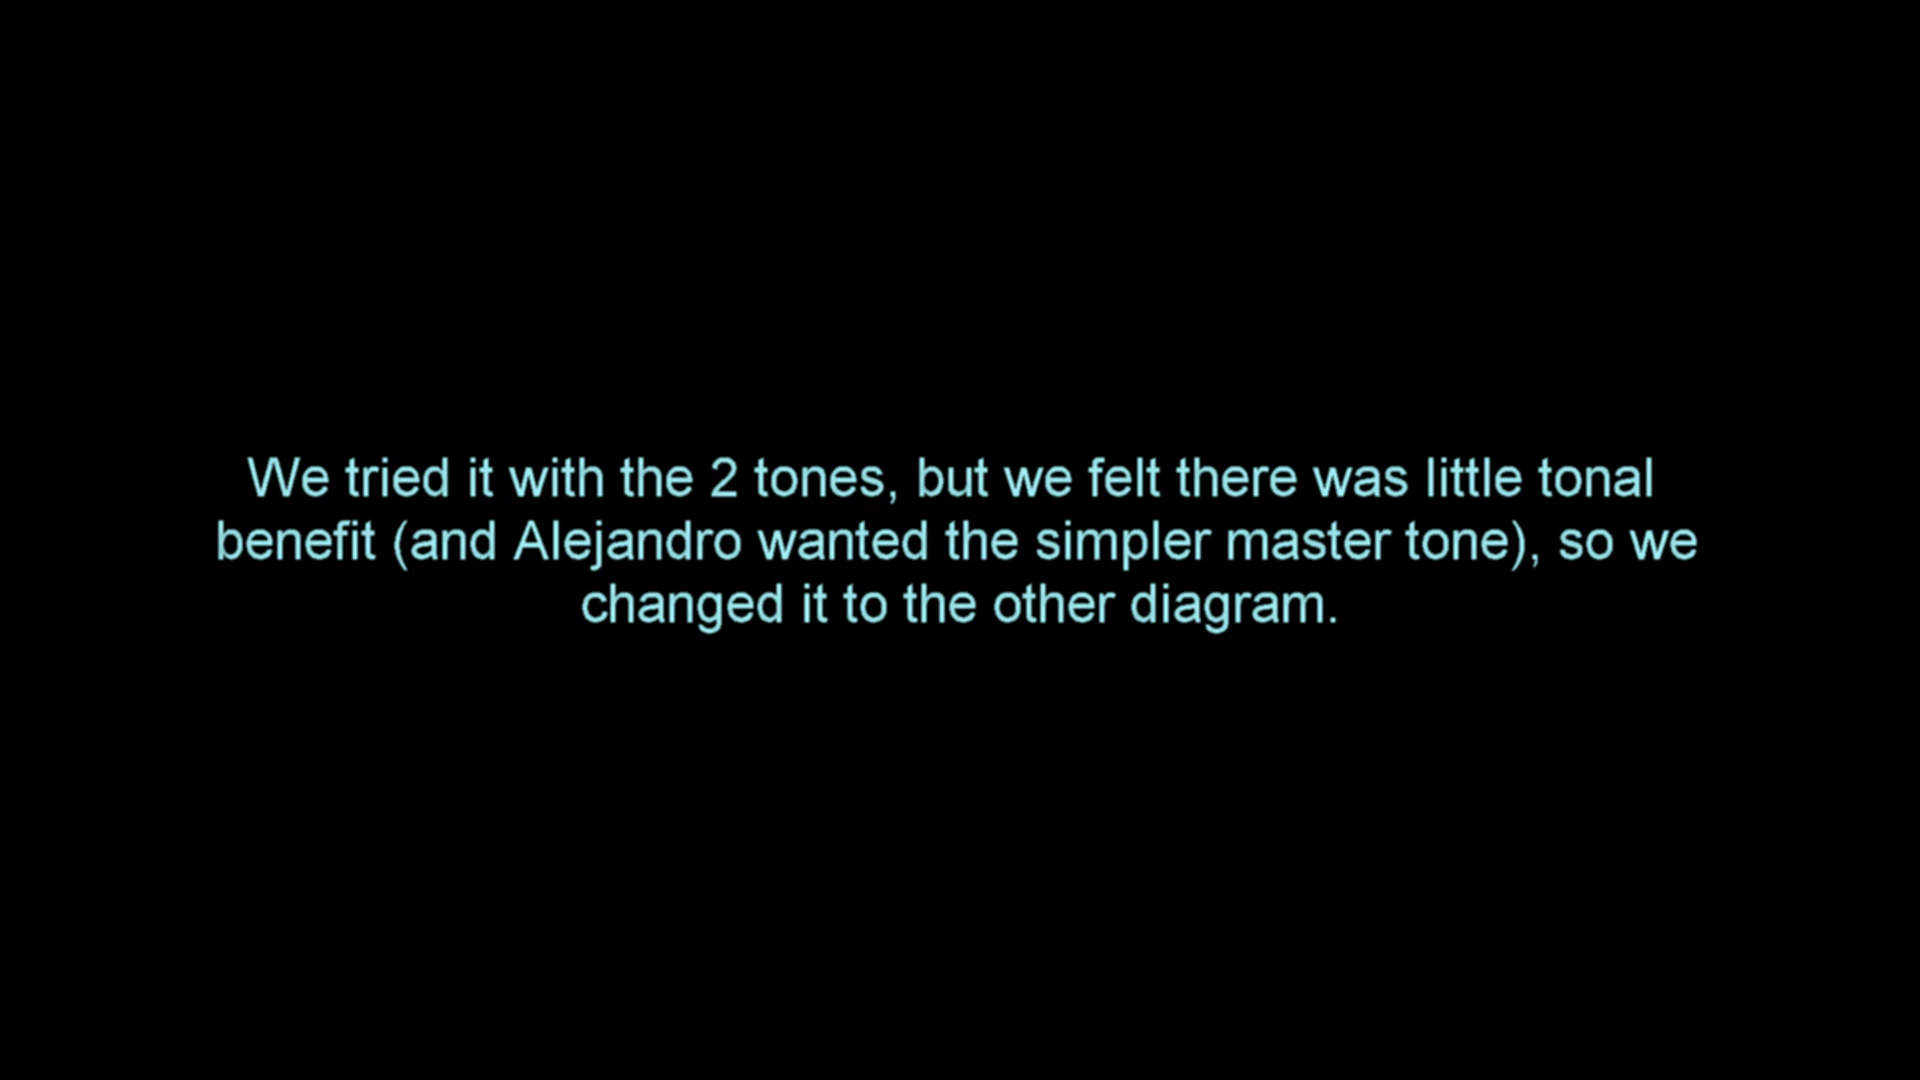 We tried it with the 2 tones, but we felt there was little tonal
benefit (and Alejandro wanted the simpler master tone), so we
changed it to the other diagram.